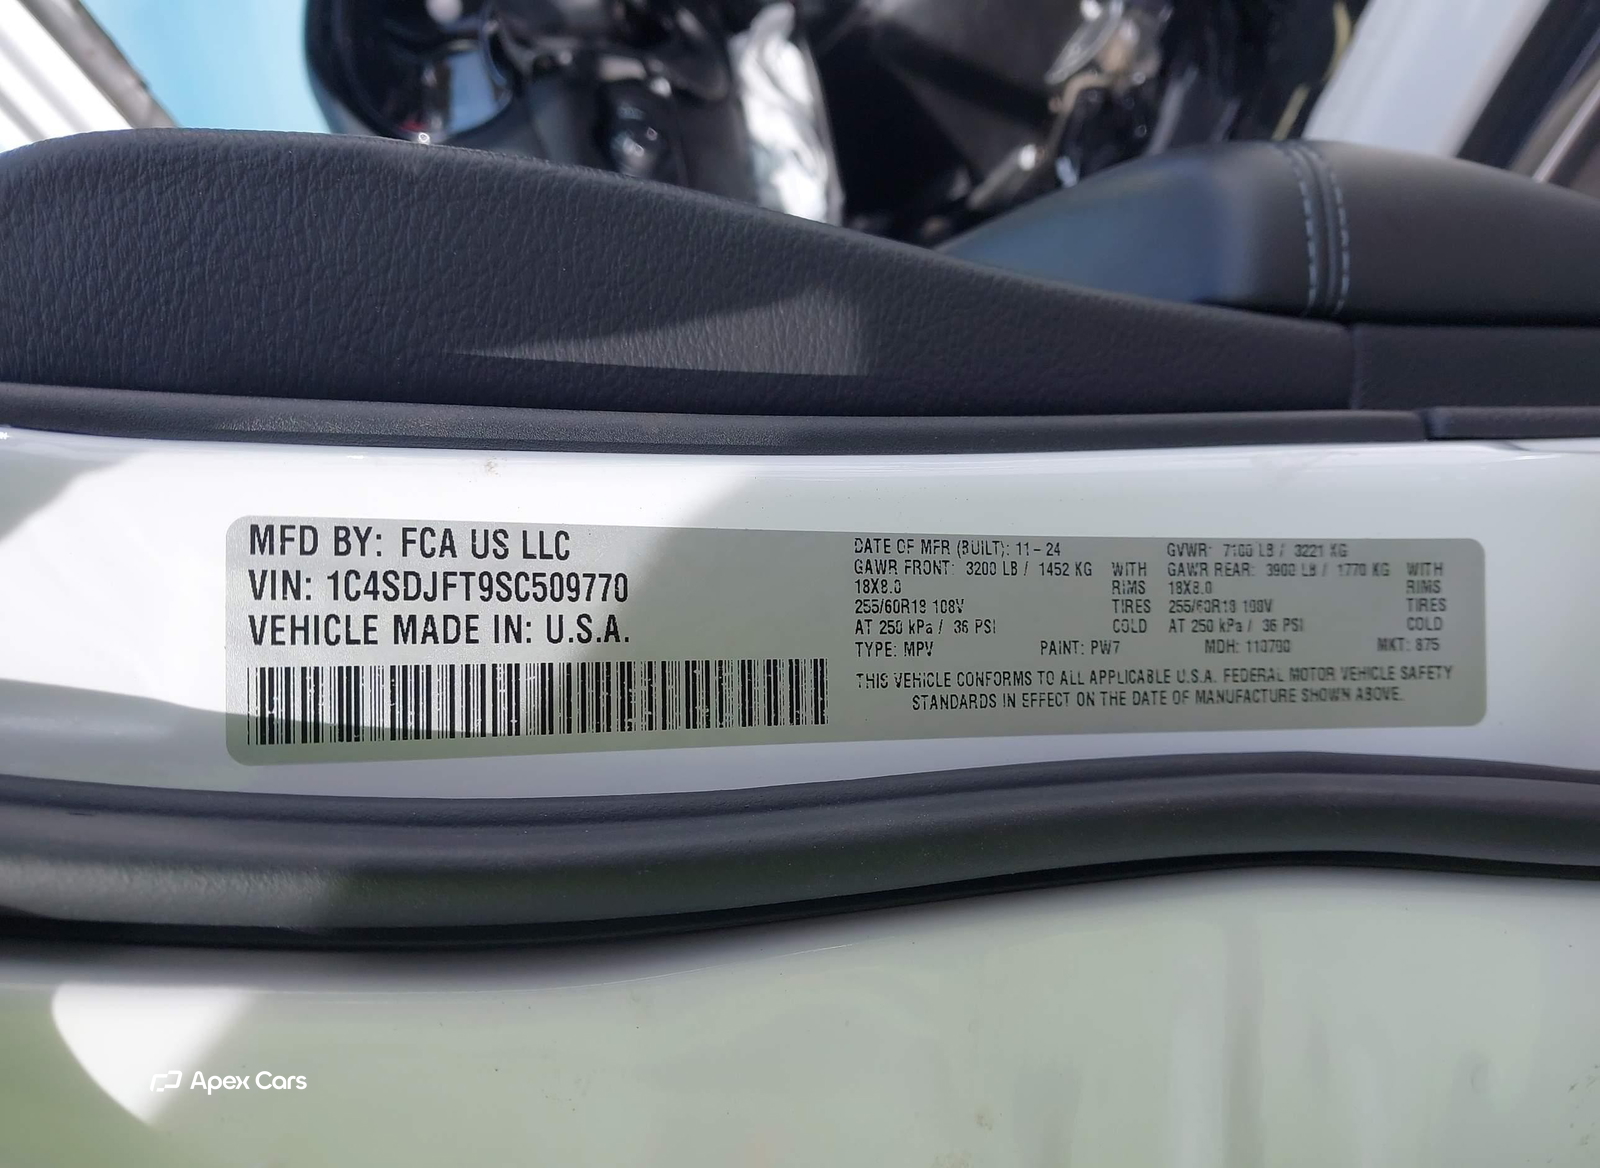 MFD BY: FCA US LLC
VIN: 1C4SDJFT9SC509770
VEHICLE MADE IN: U.S.A.
DATE OF MFR (BUILT): 11-24 GVWR: 7100 LB / 3221 KG
GAWR FRONT: 3200 LB / 1452 KG WITH GAWR REAR: 3900 LB / 1770 KG WITH
18X8.0 RIMS 18X8.0 RIMS
255/60R18 108V TIRES 255/60R18 108V TIRES
AT 250 kPa / 36 PSI COLD AT 250 kPa / 36 PSI COLD
TYPE: MPV PAINT: PW7 MDH: 110700 MKT: 875
THIS VEHICLE CONFORMS TO ALL APPLICABLE U.S.A. FEDERAL MOTOR VEHICLE SAFETY
STANDARDS IN EFFECT ON THE DATE OF MANUFACTURE SHOWN ABOVE.
Apex Cars